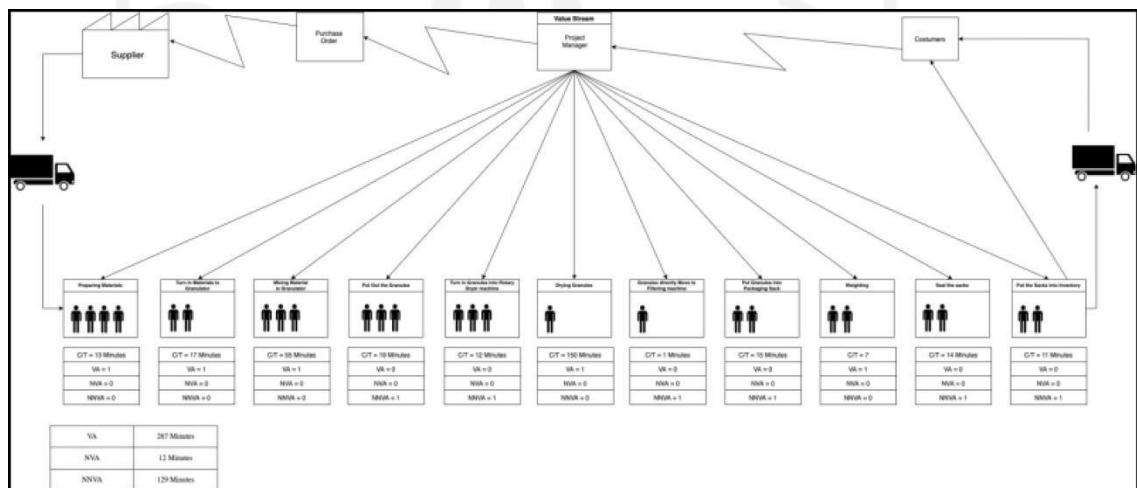 Value Stream
Project
Manager
Purchase
Order
Supplier
Costumers
Preparing Materials
Turn in Materials to
Granulator
Mixing Material
in Granulator
Put Out the Granules
Turn in Granules into Rotary
Dryer machine
Drying Granules
Granules directly Move to
Filtering machine
Put Granules into
Packaging Sack
Weighting
Seal the sacks
Put the Sacks into Inventory
C/T = 13 Minutes
VA = 1
NVA = 0
NNVA = 0
C/T = 17 Minutes
VA = 1
NVA = 0
NNVA = 0
C/T = 55 Minutes
VA = 1
NVA = 0
NNVA = 0
C/T = 19 Minutes
VA = 0
NVA = 0
NNVA = 1
C/T = 12 Minutes
VA = 0
NVA = 0
NNVA = 1
C/T = 150 Minutes
VA = 1
NVA = 0
NNVA = 0
C/T = 1 Minutes
VA = 0
NVA = 0
NNVA = 1
C/T = 15 Minutes
VA = 0
NVA = 0
NNVA = 1
C/T = 7
VA = 1
NVA = 0
NNVA = 0
C/T = 14 Minutes
VA = 0
NVA = 0
NNVA = 1
C/T = 11 Minutes
VA = 0
NVA = 0
NNVA = 1
VA 267 Minutes
NVA 12 Minutes
NNVA 129 Minutes